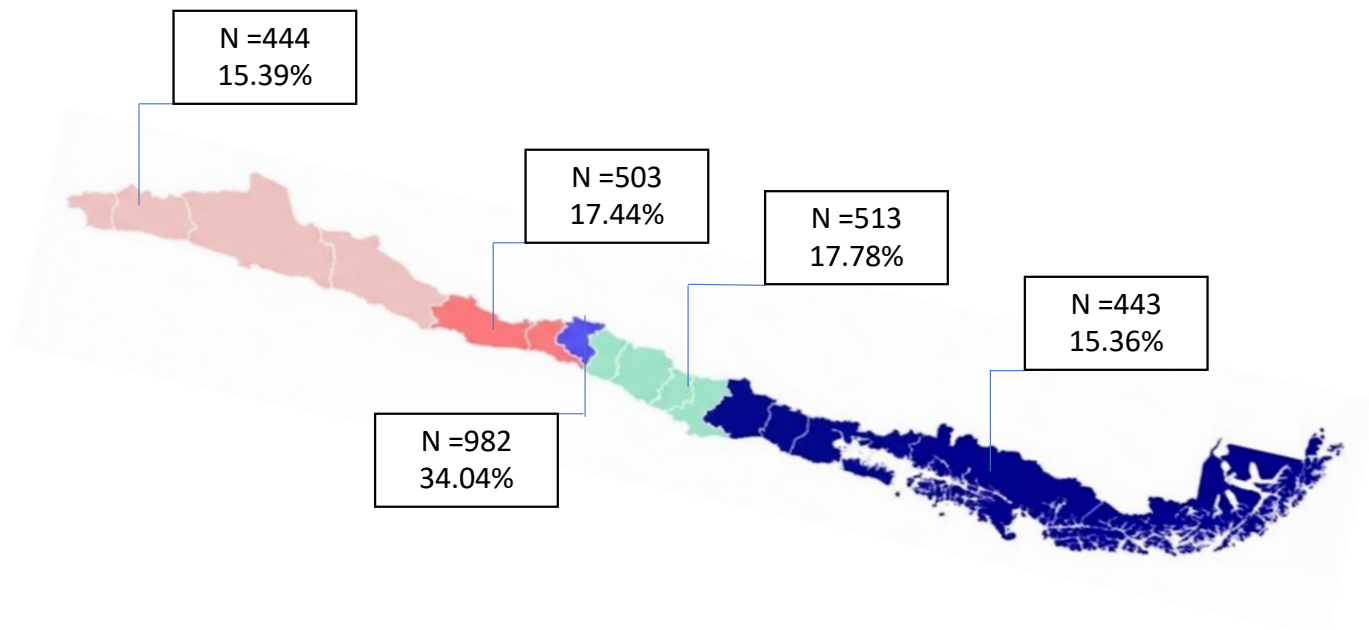 N =444
15.39%
N =503
17.44%
N =513
17.78%
N =443
15.36%
N =982
34.04%